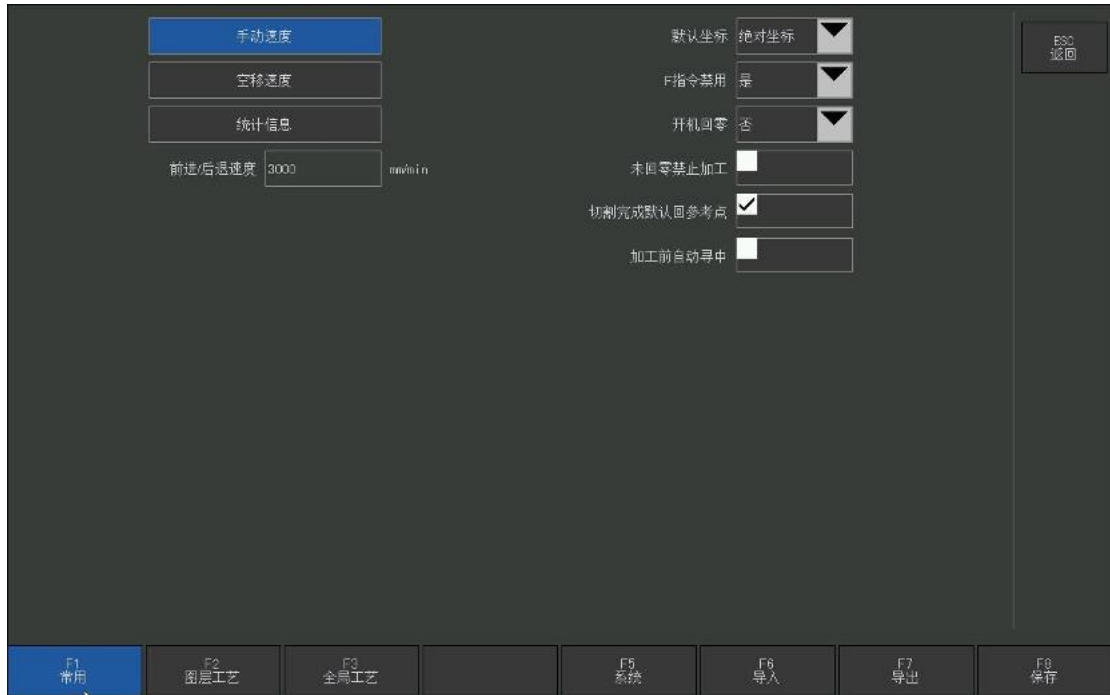 手动速度
空移速度
统计信息
前进/后退速度 3000 mm/min
默认坐标 绝对坐标
F指令禁用 是
开机回零 否
未回零禁止加工
切割完成默认回参考点
加工前自动寻中
ESC
返回
F1
常用
F2
图层工艺
F3
全局工艺
F5
系统
F6
导入
F7
导出
F8
保存